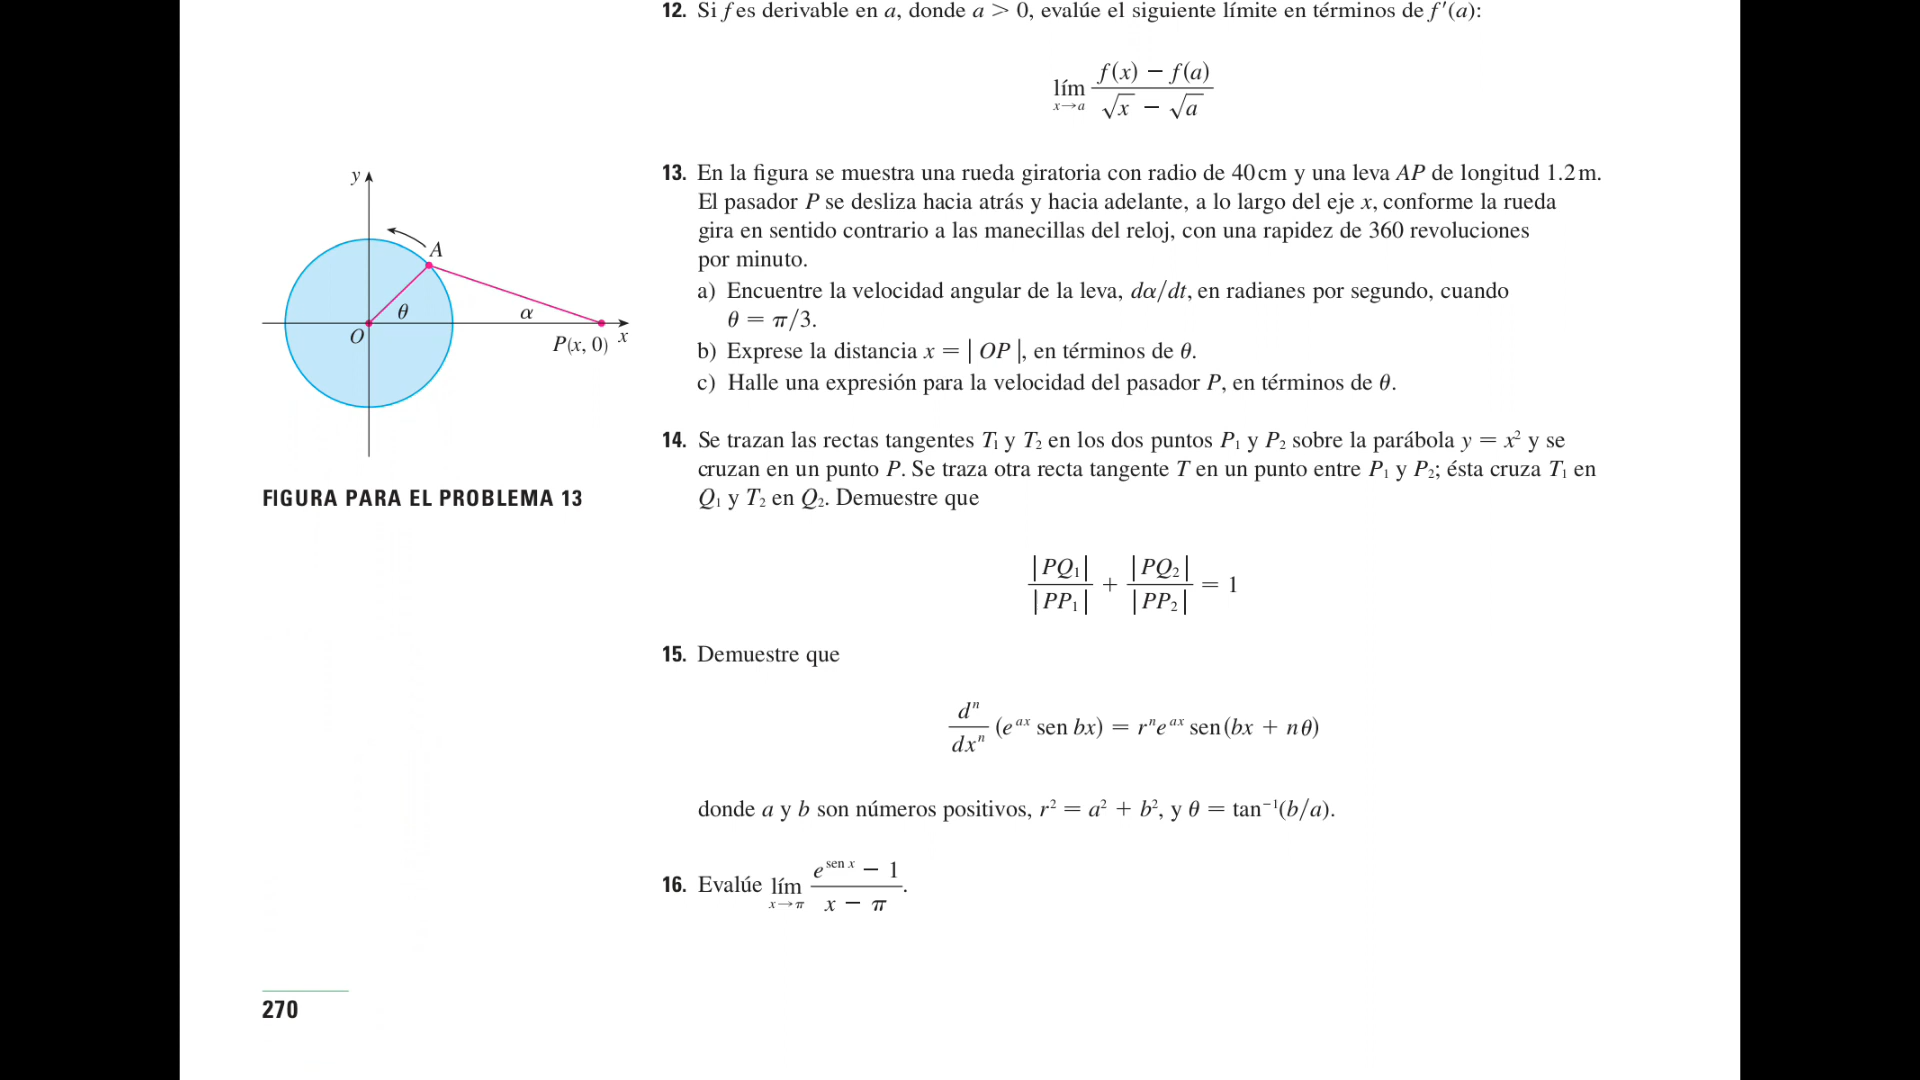 12. Si f es derivable en a, donde a > 0, evalúe el siguiente límite en términos de f′(a):
lím x→a (f(x) − f(a)) / (√x − √a)
y
A
θ
α
O
P(x, 0)
x
FIGURA PARA EL PROBLEMA 13
13. En la figura se muestra una rueda giratoria con radio de 40 cm y una leva AP de longitud 1.2 m.
El pasador P se desliza hacia atrás y hacia adelante, a lo largo del eje x, conforme la rueda
gira en sentido contrario a las manecillas del reloj, con una rapidez de 360 revoluciones
por minuto.
a) Encuentre la velocidad angular de la leva, dα/dt, en radianes por segundo, cuando
θ = π/3.
b) Exprese la distancia x = | OP |, en términos de θ.
c) Halle una expresión para la velocidad del pasador P, en términos de θ.
14. Se trazan las rectas tangentes T₁ y T₂ en los dos puntos P₁ y P₂ sobre la parábola y = x² y se
cruzan en un punto P. Se traza otra recta tangente T en un punto entre P₁ y P₂; ésta cruza T₁ en
Q₁ y T₂ en Q₂. Demuestre que
|PQ₁| / |PP₁| + |PQ₂| / |PP₂| = 1
15. Demuestre que
dⁿ/dxⁿ (e^{ax} sen bx) = rⁿe^{ax} sen(bx + nθ)
donde a y b son números positivos, r² = a² + b², y θ = tan⁻¹(b/a).
16. Evalúe lím x→π (e^{sen x} − 1) / (x − π).
270